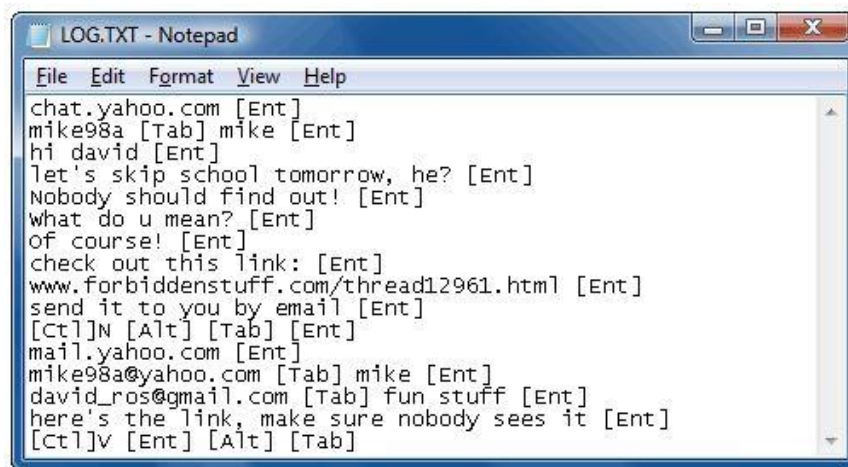 LOG.TXT - Notepad
File Edit Format View Help
chat.yahoo.com [Ent]
mike98a [Tab] mike [Ent]
hi david [Ent]
let's skip school tomorrow, he? [Ent]
Nobody should find out! [Ent]
What do u mean? [Ent]
Of course! [Ent]
check out this link: [Ent]
www.forbiddenstuff.com/thread12961.html [Ent]
send it to you by email [Ent]
[Ctl]N [Alt] [Tab] [Ent]
mail.yahoo.com [Ent]
mike98a@yahoo.com [Tab] mike [Ent]
david_ros@gmail.com [Tab] fun stuff [Ent]
here's the link, make sure nobody sees it [Ent]
[Ctl]V [Ent] [Alt] [Tab]